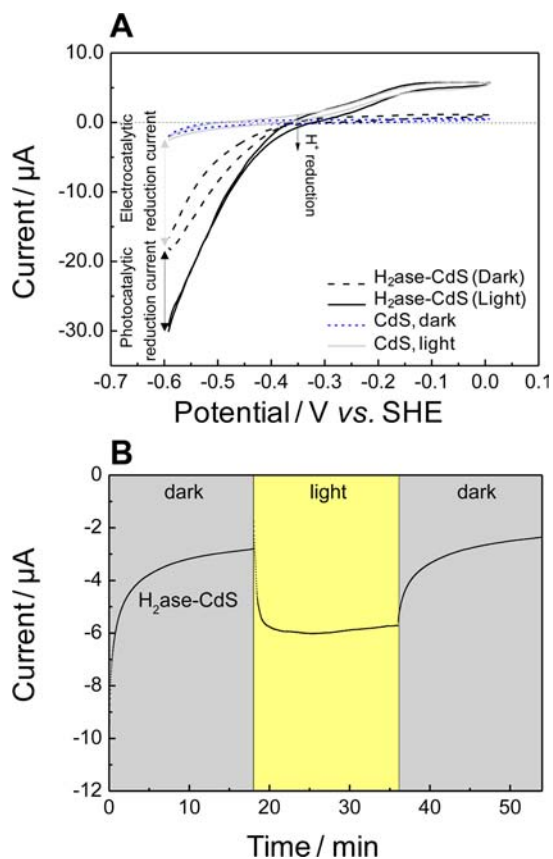 A
10.0
0.0
-10.0
-20.0
-30.0
Current / µA
Electrocatalytic
reduction current
Photocatalytic
reduction current
H⁺ reduction
H₂ase-CdS (Dark)
H₂ase-CdS (Light)
CdS, dark
CdS, light
-0.7 -0.6 -0.5 -0.4 -0.3 -0.2 -0.1 0.0 0.1
Potential / V vs. SHE
B
0
-2
-4
-6
-8
-10
-12
Current / µA
dark light dark
H₂ase-CdS
0 10 20 30 40 50
Time / min